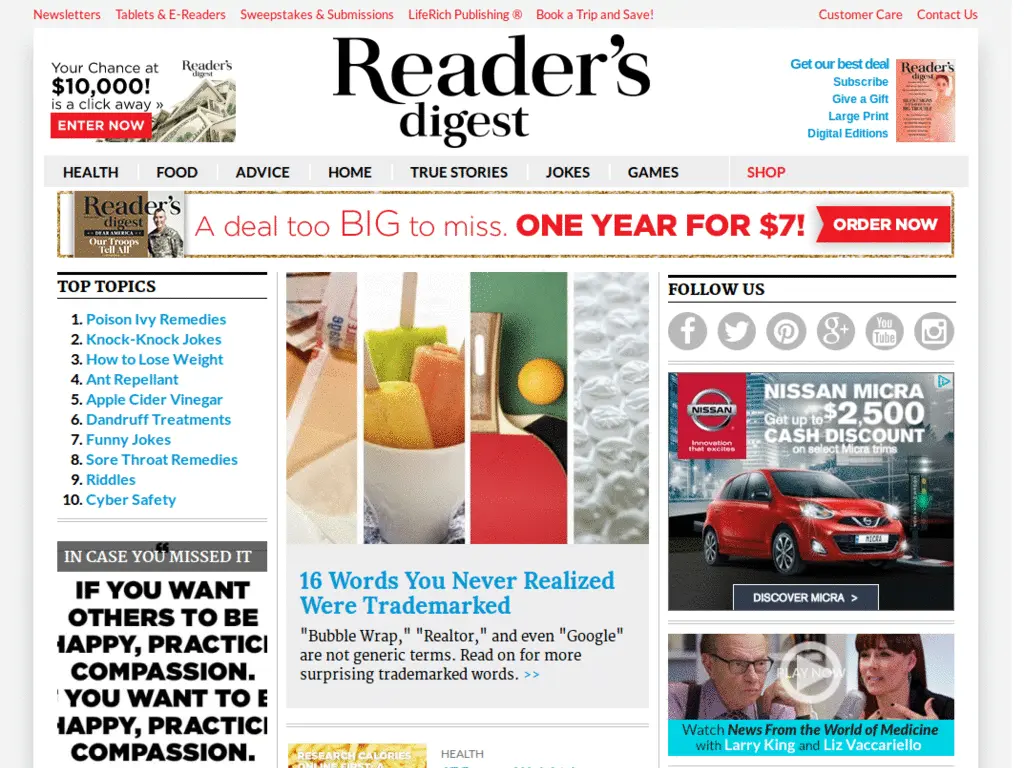 Newsletters Tablets & E-Readers Sweepstakes & Submissions LifeRich Publishing ® Book a Trip and Save! Customer Care Contact Us
Your Chance at
$10,000!
is a click away »
ENTER NOW
Reader's
digest
Reader's
digest
Get our best deal
Subscribe
Give a Gift
Large Print
Digital Editions
Reader's
digest
HEALTH FOOD ADVICE HOME TRUE STORIES JOKES GAMES SHOP
Reader's
digest
DEAR AMERICA
Our Troops
Tell All
A deal too BIG to miss. ONE YEAR FOR $7! ORDER NOW
TOP TOPICS
1. Poison Ivy Remedies
2. Knock-Knock Jokes
3. How to Lose Weight
4. Ant Repellant
5. Apple Cider Vinegar
6. Dandruff Treatments
7. Funny Jokes
8. Sore Throat Remedies
9. Riddles
10. Cyber Safety
IN CASE YOU MISSED IT
“
IF YOU WANT
OTHERS TO BE
HAPPY, PRACTIC
COMPASSION.
YOU WANT TO B
HAPPY, PRACTIC
COMPASSION.
16 Words You Never Realized
Were Trademarked
"Bubble Wrap," "Realtor," and even "Google"
are not generic terms. Read on for more
surprising trademarked words. >>
RESEARCH CALORIES
HEALTH
FOLLOW US
You
Tube
NISSAN
Innovation
that excites
NISSAN MICRA
Get up to $2,500
CASH DISCOUNT
on select Micra trims
MICRA
DISCOVER MICRA >
PLAY NOW
Watch News From the World of Medicine
with Larry King and Liz Vaccariello